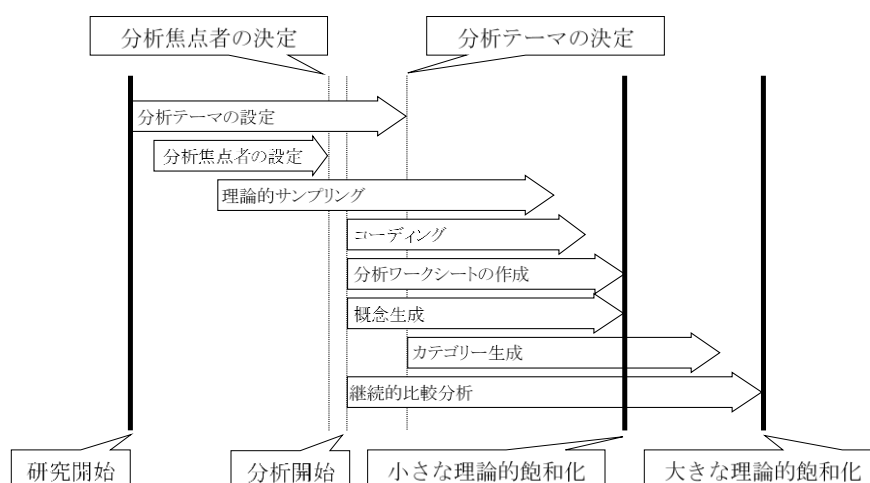 分析焦点者の決定
分析テーマの決定
分析テーマの設定
分析焦点者の設定
理論的サンプリング
コーディング
分析ワークシートの作成
概念生成
カテゴリー生成
継続的比較分析
研究開始
分析開始
小さな理論的飽和化
大きな理論的飽和化